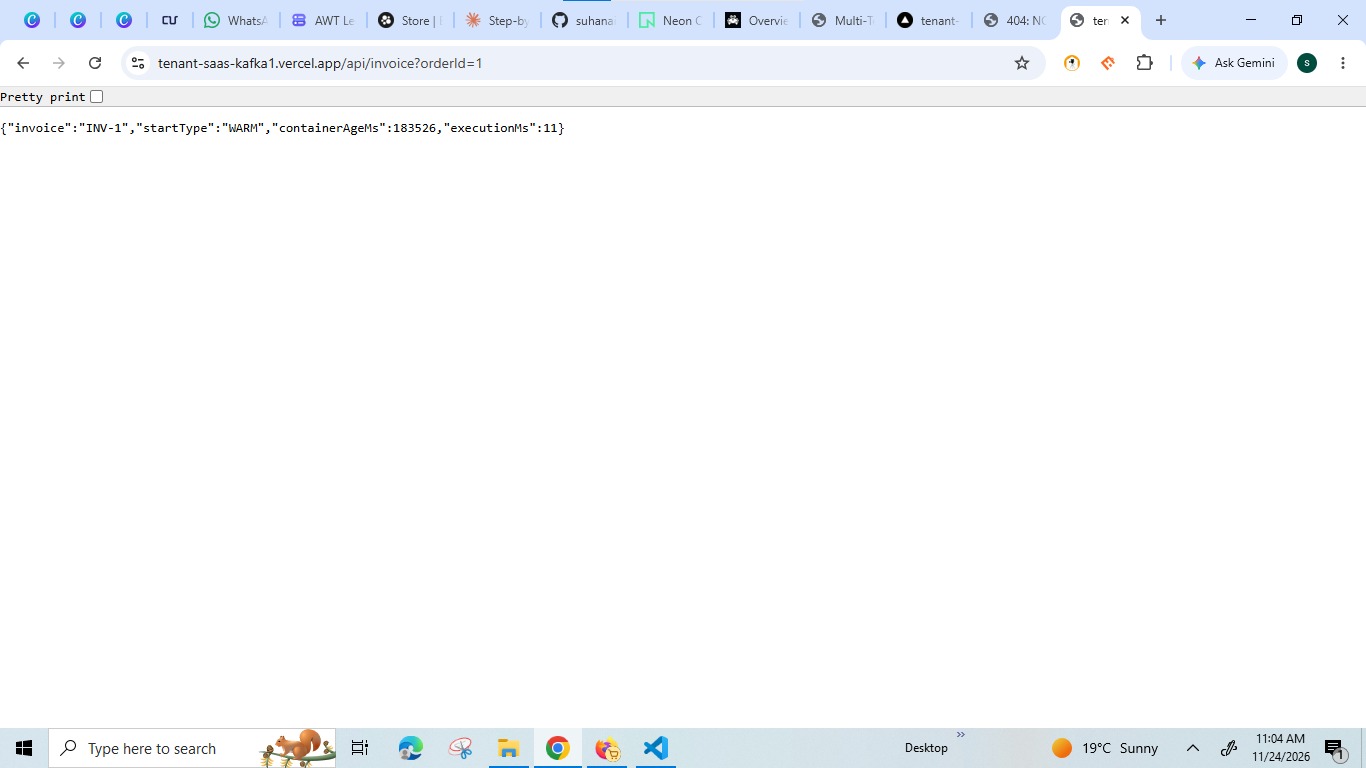 WhatsA
AWT Le
Store |
Step-by
suhana
Neon C
Overvie
Multi-T
tenant-
404: NO
ten
tenant-saas-kafka1.vercel.app/api/invoice?orderId=1
Ask Gemini
s
Pretty print
{"invoice":"INV-1","startType":"WARM","containerAgeMs":183526,"executionMs":11}
Type here to search
Desktop
19°C Sunny
11:04 AM
11/24/2026
1